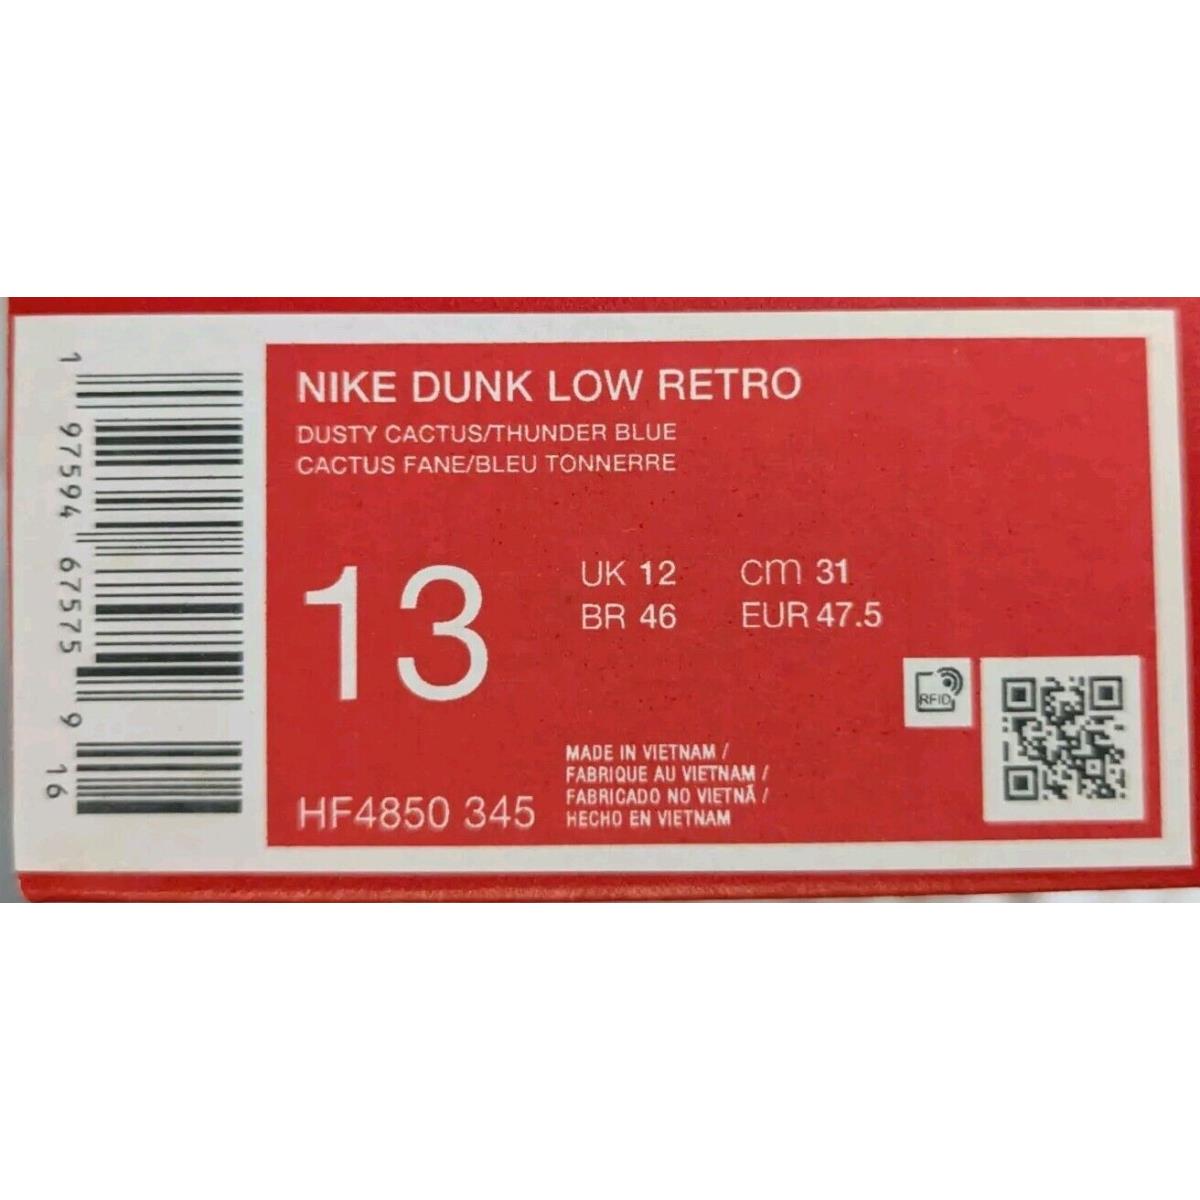 NIKE DUNK LOW RETRO
DUSTY CACTUS/THUNDER BLUE
CACTUS FANE/BLEU TONNERRE
13
UK 12
cm 31
BR 46
EUR 47.5
RFID
MADE IN VIETNAM /
FABRIQUE AU VIETNAM /
FABRICADO NO VIETNÃ /
HECHO EN VIETNAM
HF4850 345
1 97594 67575 9 16